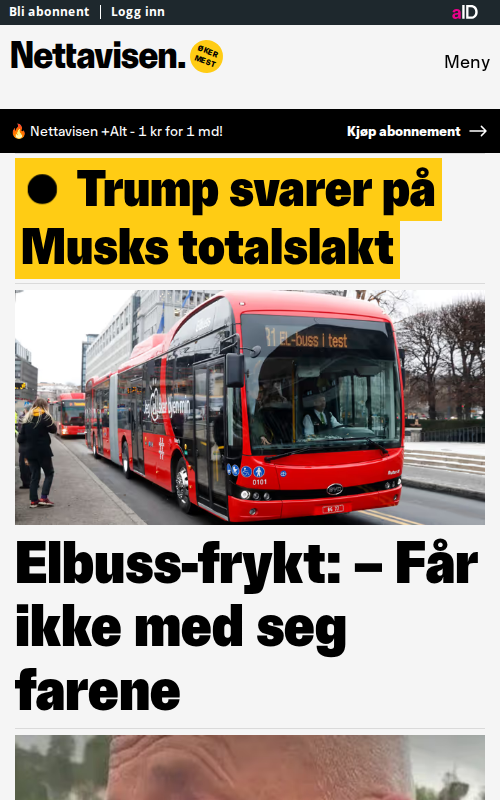 Bli abonnent | Logg inn
aID
Nettavisen.
ØKER
MEST
Meny
Nettavisen +Alt - 1 kr for 1 md!
Kjøp abonnement
Trump svarer på
Musks totalslakt
31 EL-buss i test
#
0101
Elbuss-frykt: – Får
ikke med seg
farene